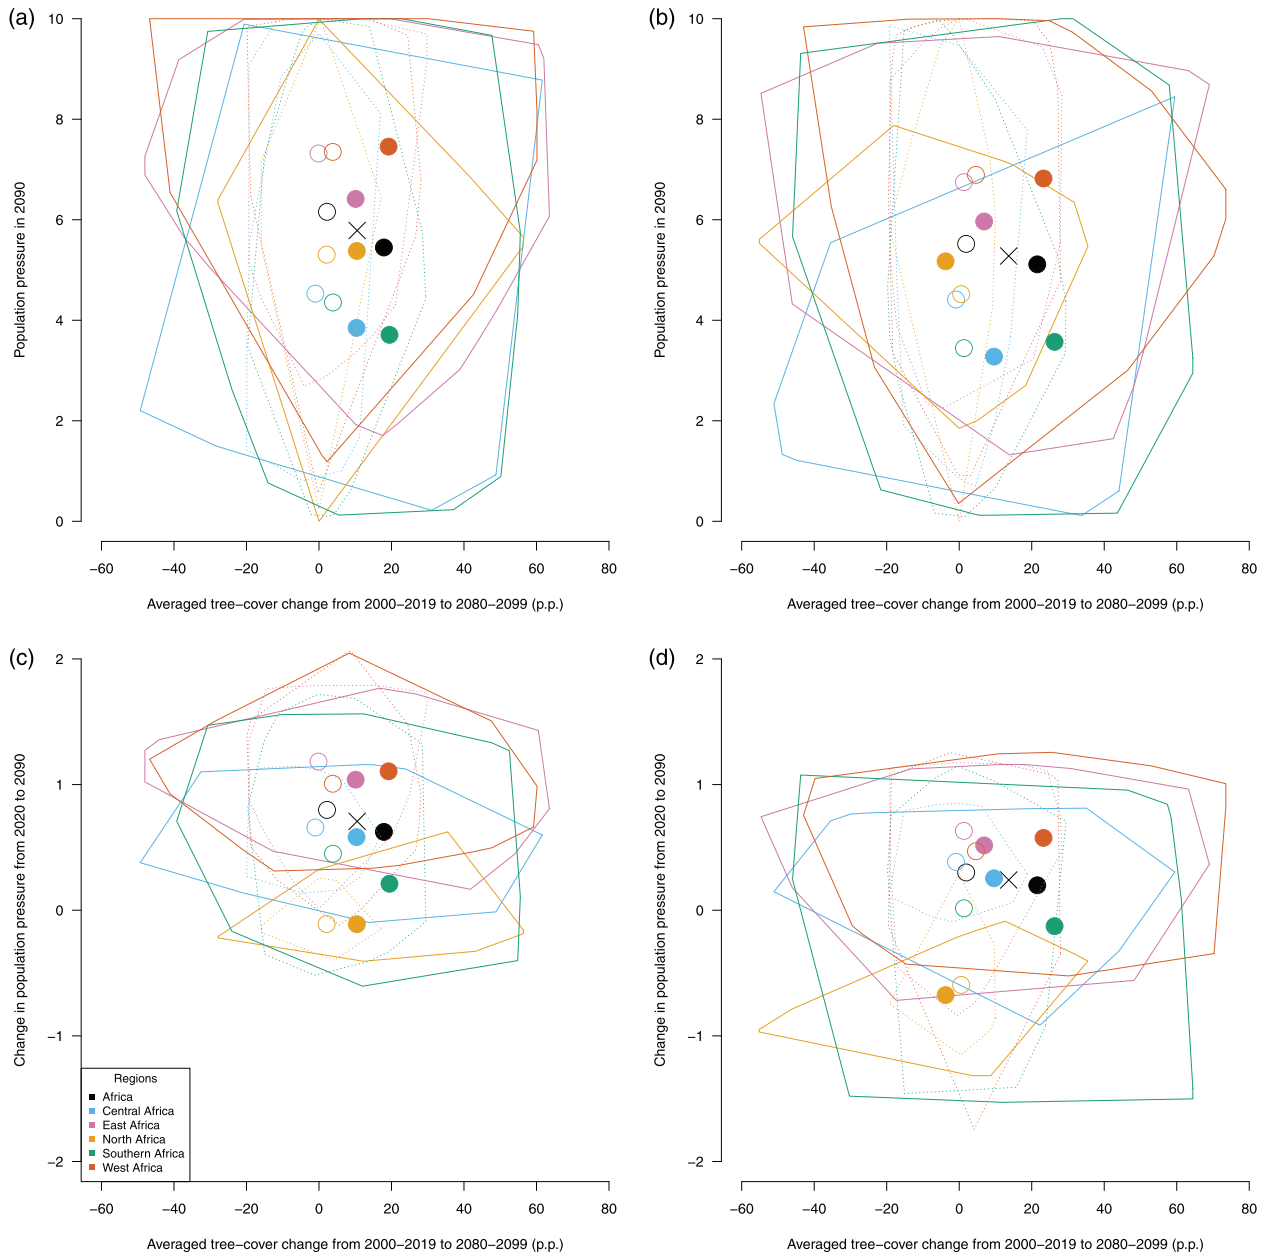 (a)
Population pressure in 2090
10
8
6
4
2
0
−60 −40 −20 0 20 40 60 80
Averaged tree−cover change from 2000−2019 to 2080−2099 (p.p.)
(b)
Population pressure in 2090
10
8
6
4
2
0
−60 −40 −20 0 20 40 60 80
Averaged tree−cover change from 2000−2019 to 2080−2099 (p.p.)
(c)
Change in population pressure from 2020 to 2090
2
1
0
−1
−2
Regions
Africa
Central Africa
East Africa
North Africa
Southern Africa
West Africa
−60 −40 −20 0 20 40 60 80
Averaged tree−cover change from 2000−2019 to 2080−2099 (p.p.)
(d)
Change in population pressure from 2020 to 2090
2
1
0
−1
−2
−60 −40 −20 0 20 40 60 80
Averaged tree−cover change from 2000−2019 to 2080−2099 (p.p.)